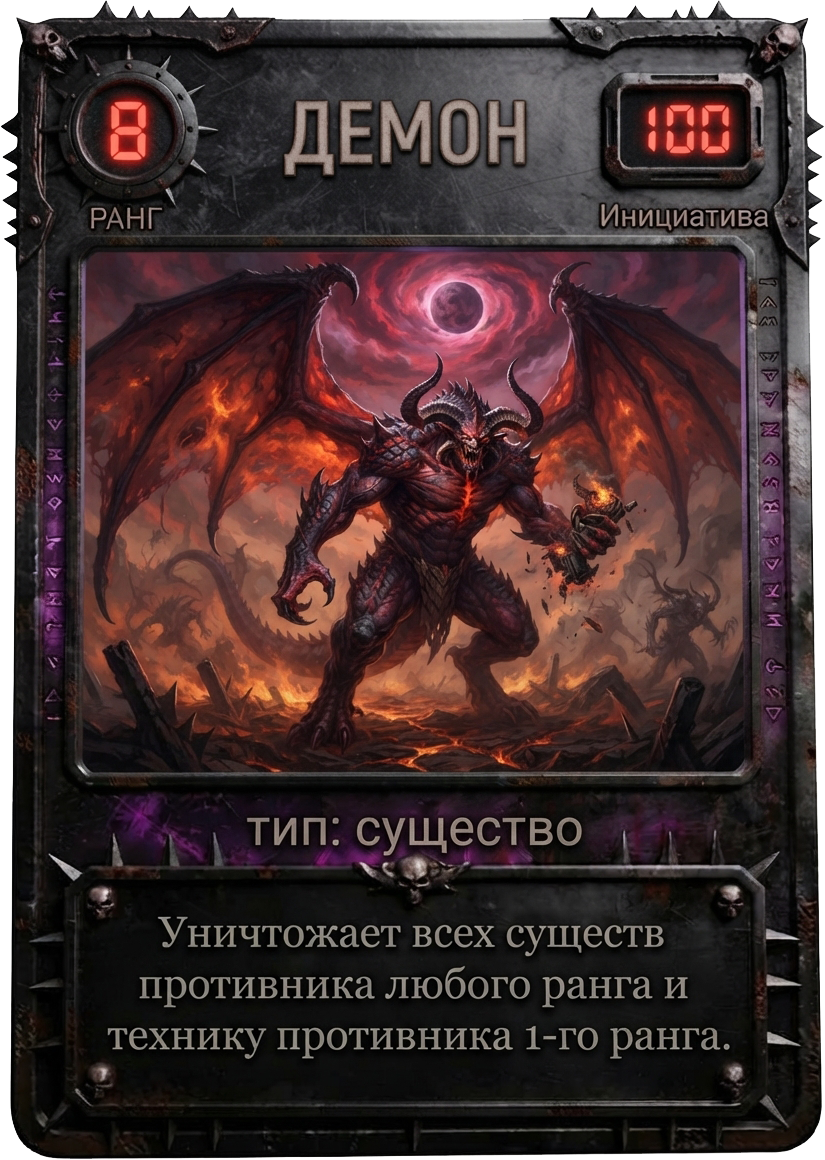 8
ДЕМОН
100
РАНГ
Инициатива
тип: существо
Уничтожает всех существ
противника любого ранга и
технику противника 1-го ранга.